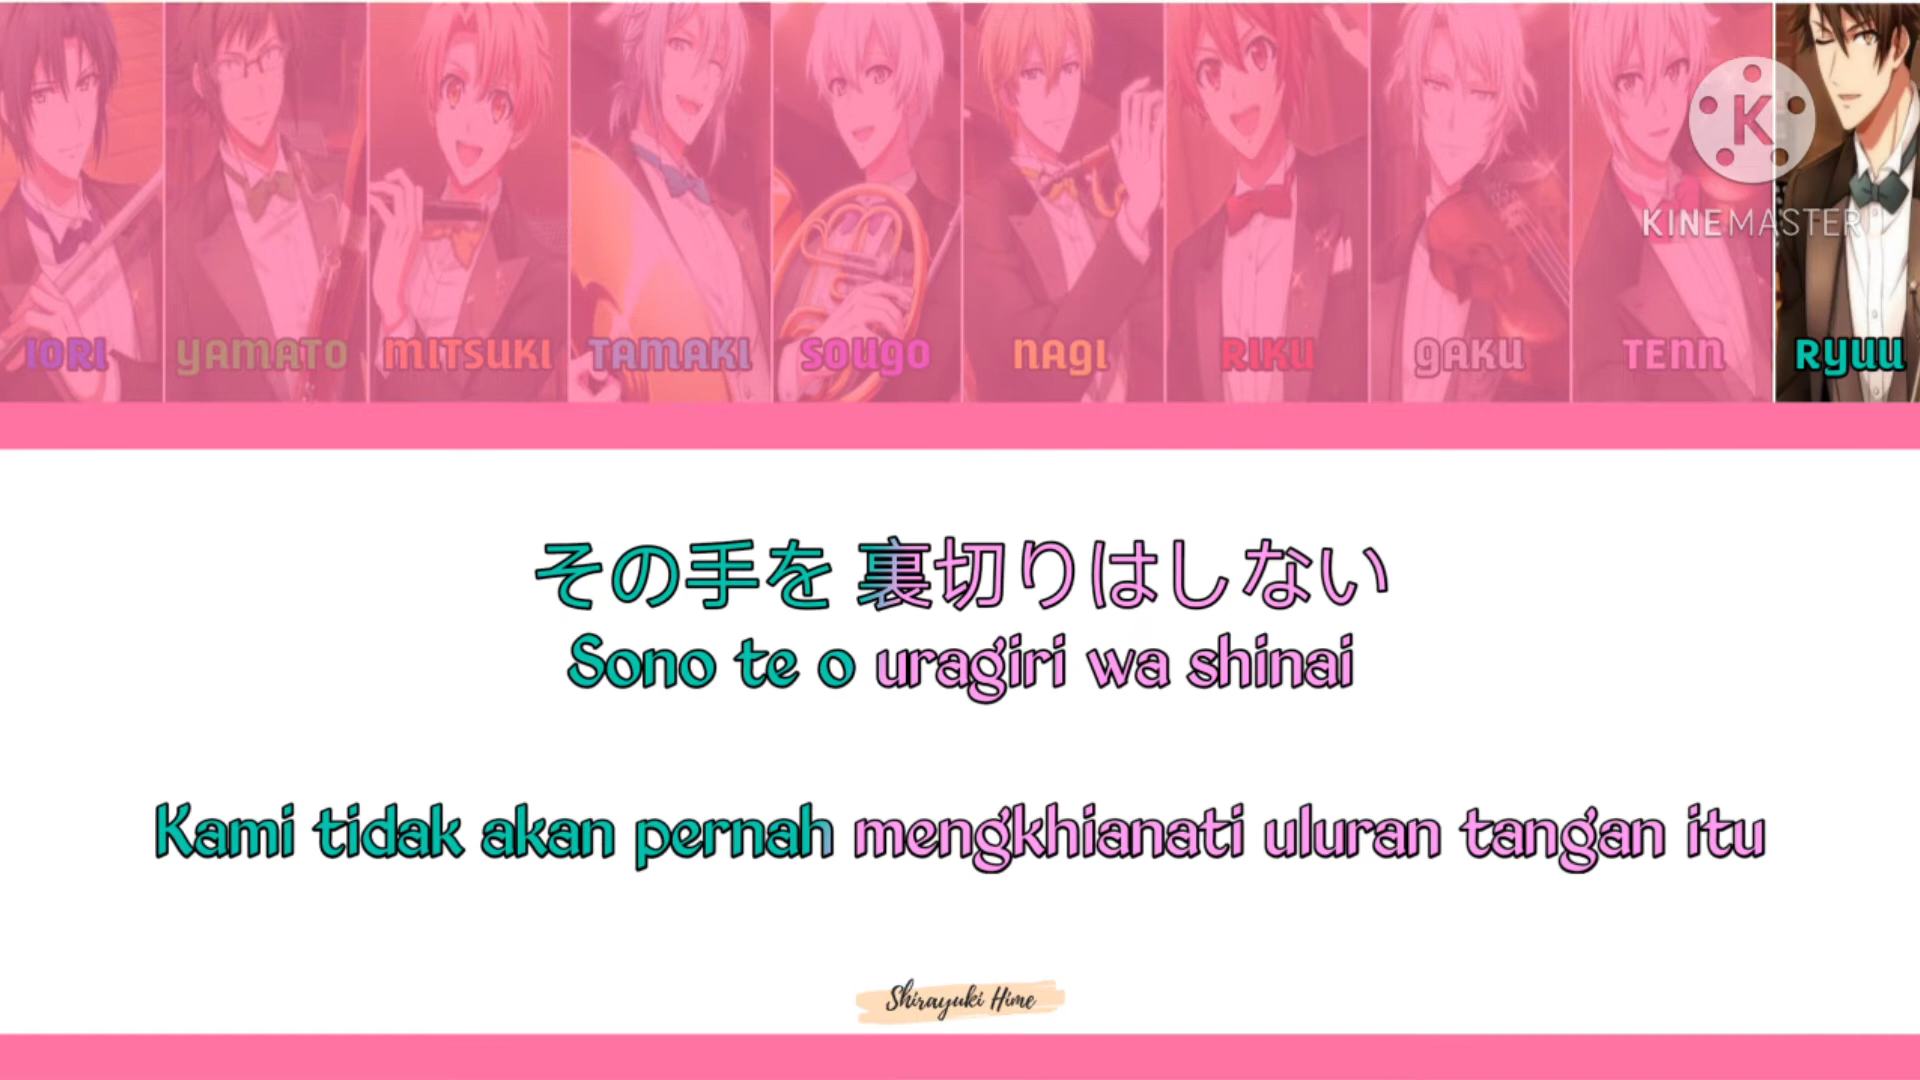 IORI YAMATO MITSUKI TAMAKI SOUGO NAGI RIKU GAKU TENN RYUU
K
KINEMASTER
その手を 裏切りはしない
Sono te o uragiri wa shinai
Kami tidak akan pernah mengkhianati uluran tangan itu
Shirayuki Hime